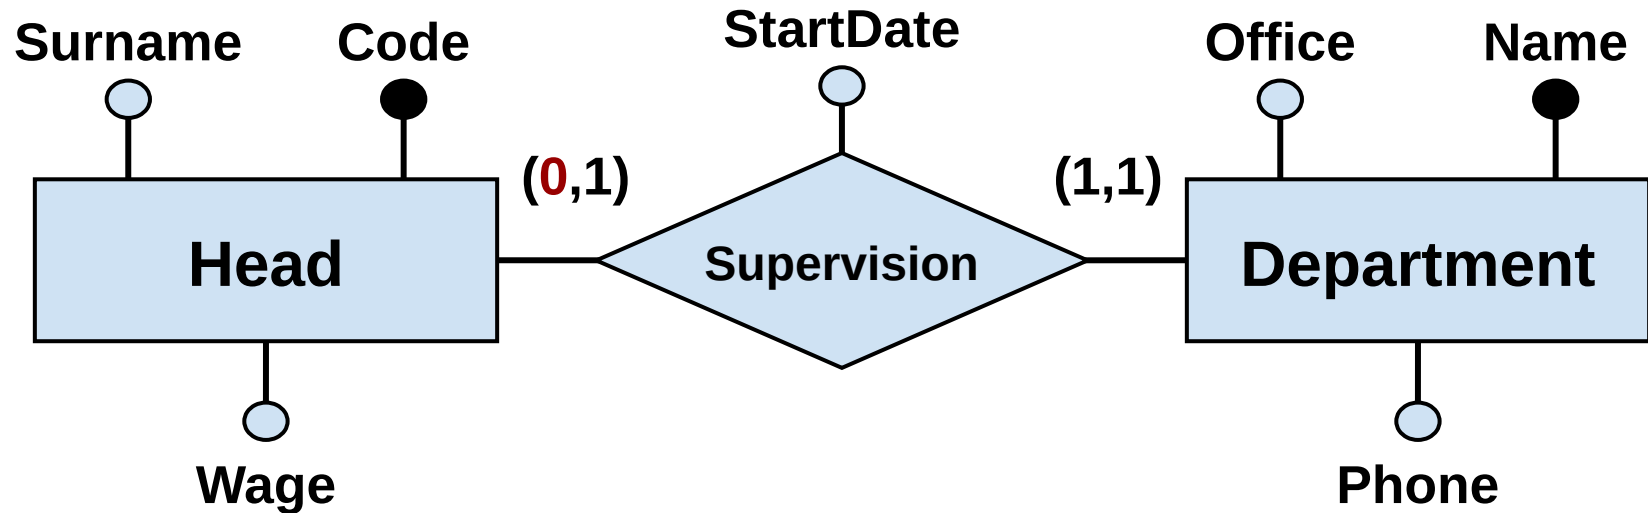 Surname
Code
StartDate
Office
Name
(0,1)
(1,1)
Head
Supervision
Department
Wage
Phone